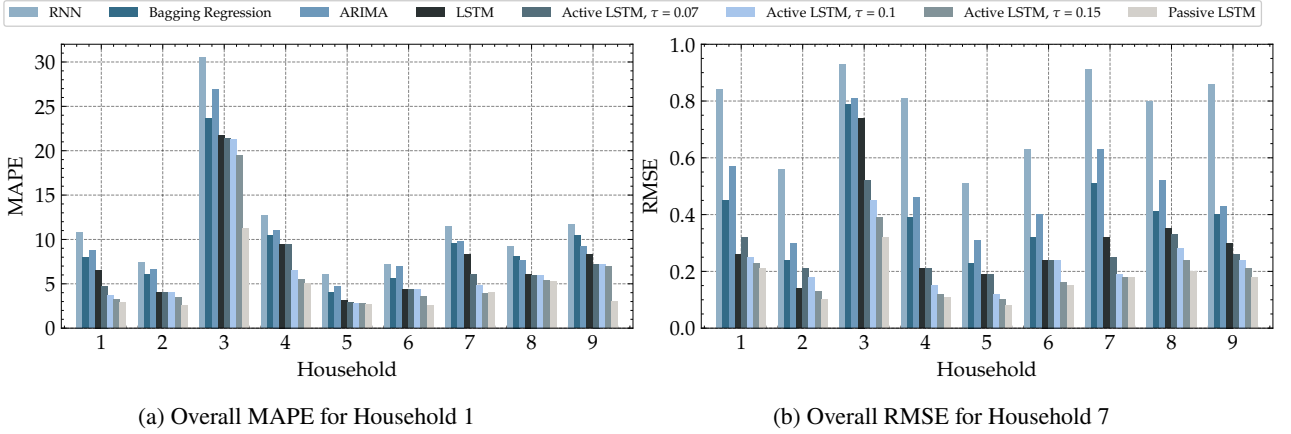 RNN Bagging Regression ARIMA LSTM Active LSTM, τ = 0.07 Active LSTM, τ = 0.1 Active LSTM, τ = 0.15 Passive LSTM
30
25
20
15
10
5
0
MAPE
1 2 3 4 5 6 7 8 9
Household
(a) Overall MAPE for Household 1
1.0
0.8
0.6
0.4
0.2
0.0
RMSE
1 2 3 4 5 6 7 8 9
Household
(b) Overall RMSE for Household 7